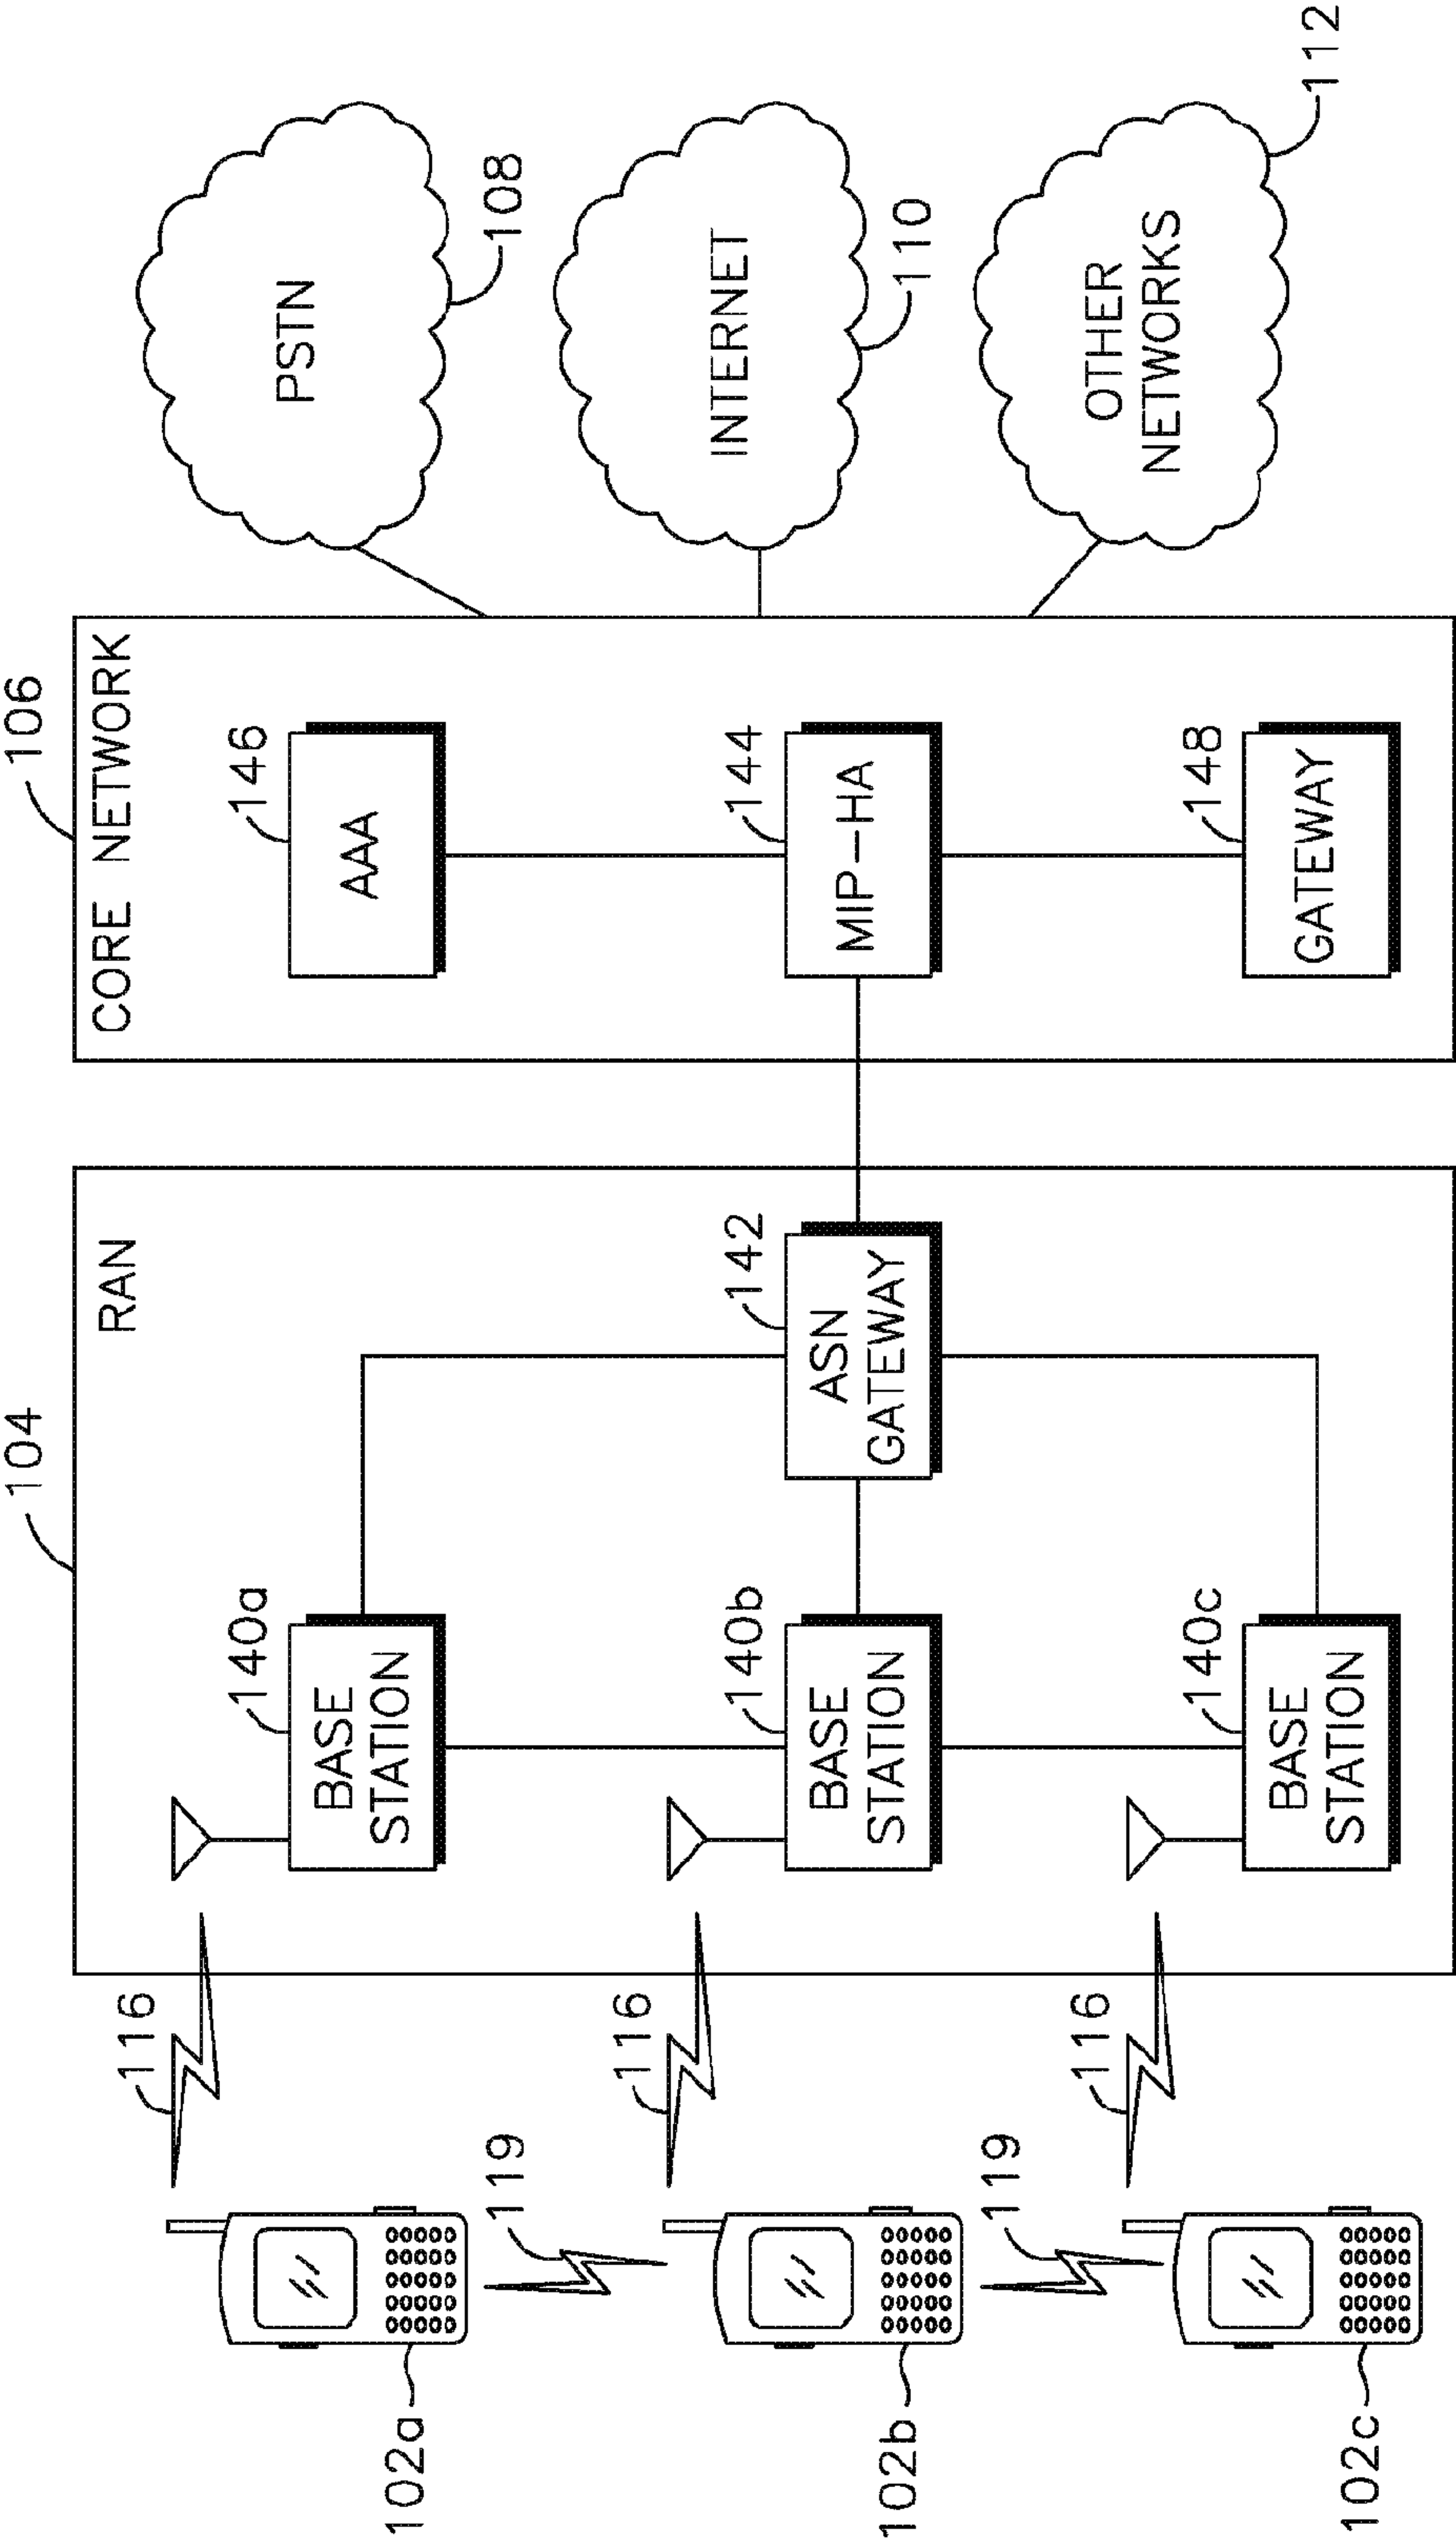 104
106
RAN
CORE NETWORK
116
140a
146
BASE
STATION
AAA
PSTN
108
102a
119
116
140b
142
144
BASE
STATION
ASN
GATEWAY
MIP-HA
INTERNET
110
102b
119
116
140c
148
BASE
STATION
GATEWAY
OTHER
NETWORKS
112
102c